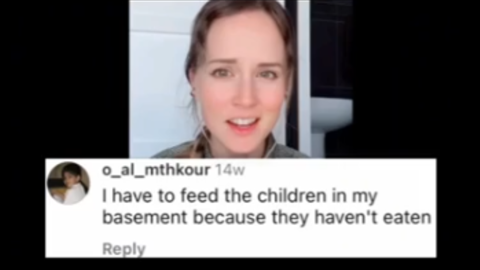 o_al_mthkour 14w
I have to feed the children in my
basement because they haven't eaten
Reply